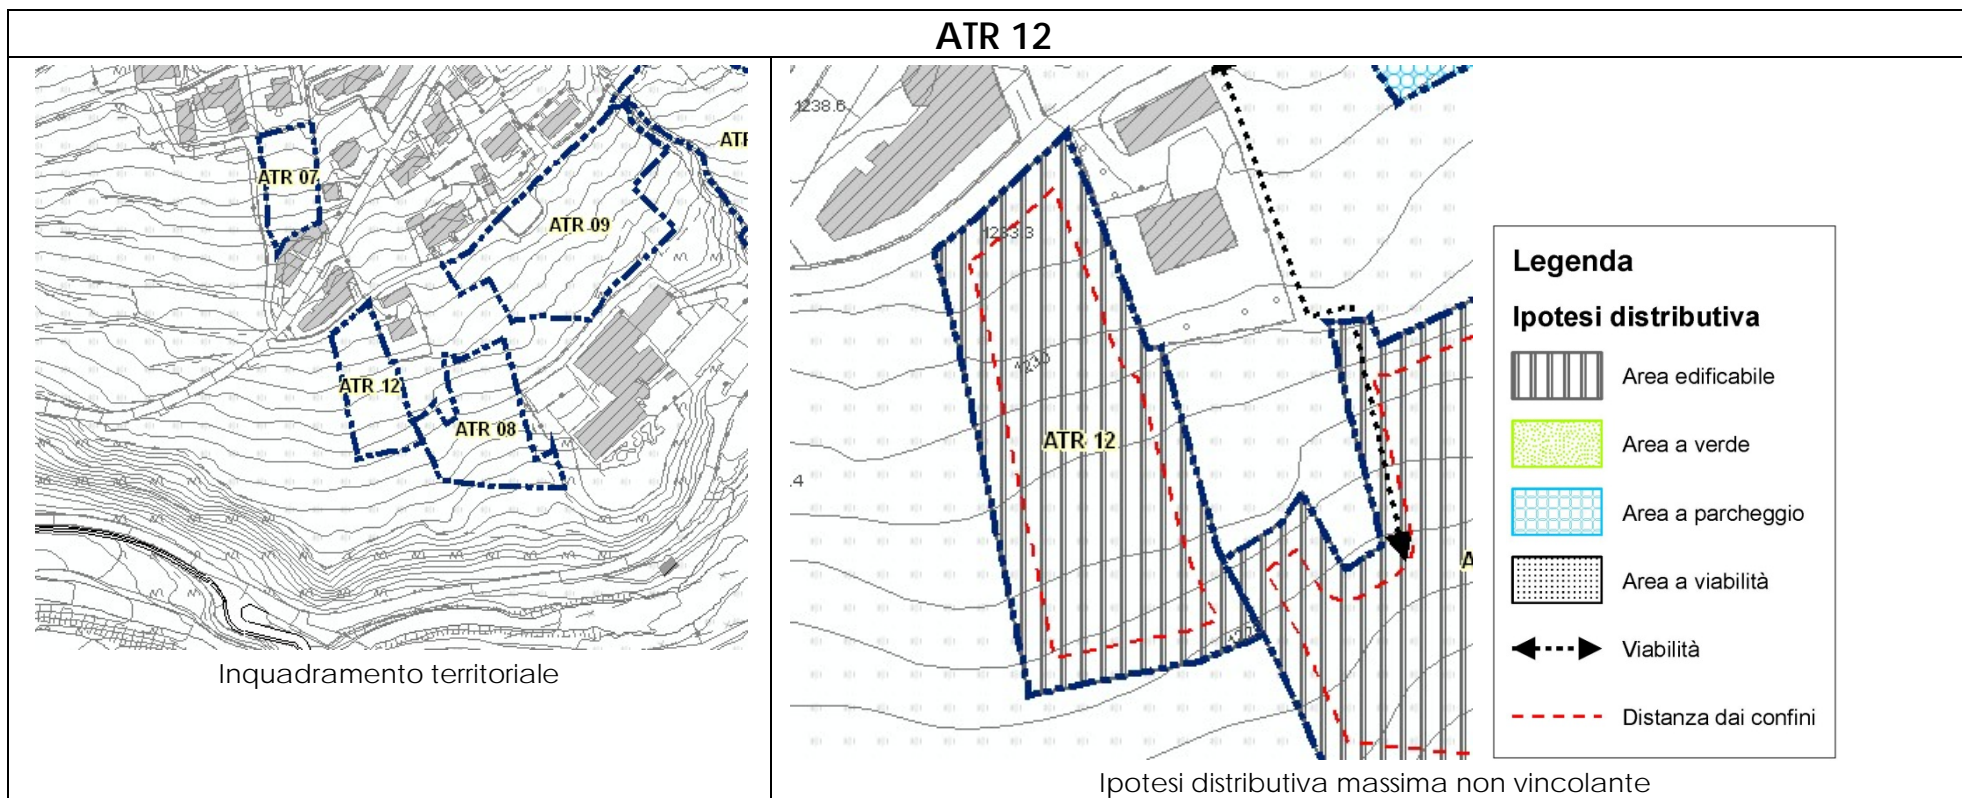 ATR 12
ATR 07
ATR 09
ATR 12
ATR 08
Inquadramento territoriale
1238.6
1233.3
ATR 12
.4
A
Ipotesi distributiva massima non vincolante
Legenda
Ipotesi distributiva
Area edificabile
Area a verde
Area a parcheggio
Area a viabilità
Viabilità
Distanza dai confini